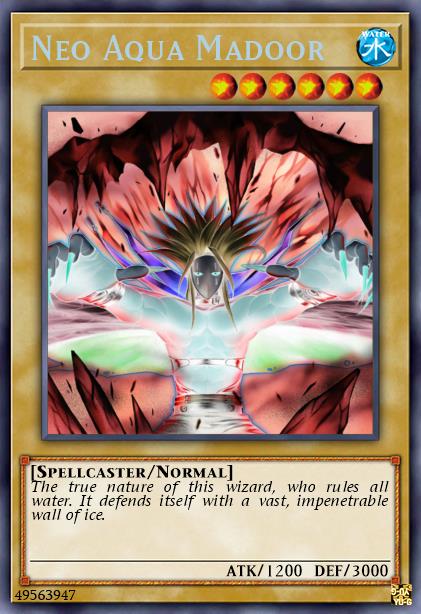 Neo Aqua Madoor
WATER
水
[Spellcaster/Normal]
The true nature of this wizard, who rules all
water. It defends itself with a vast, impenetrable
wall of ice.
ATK/1200 DEF/3000
49563947